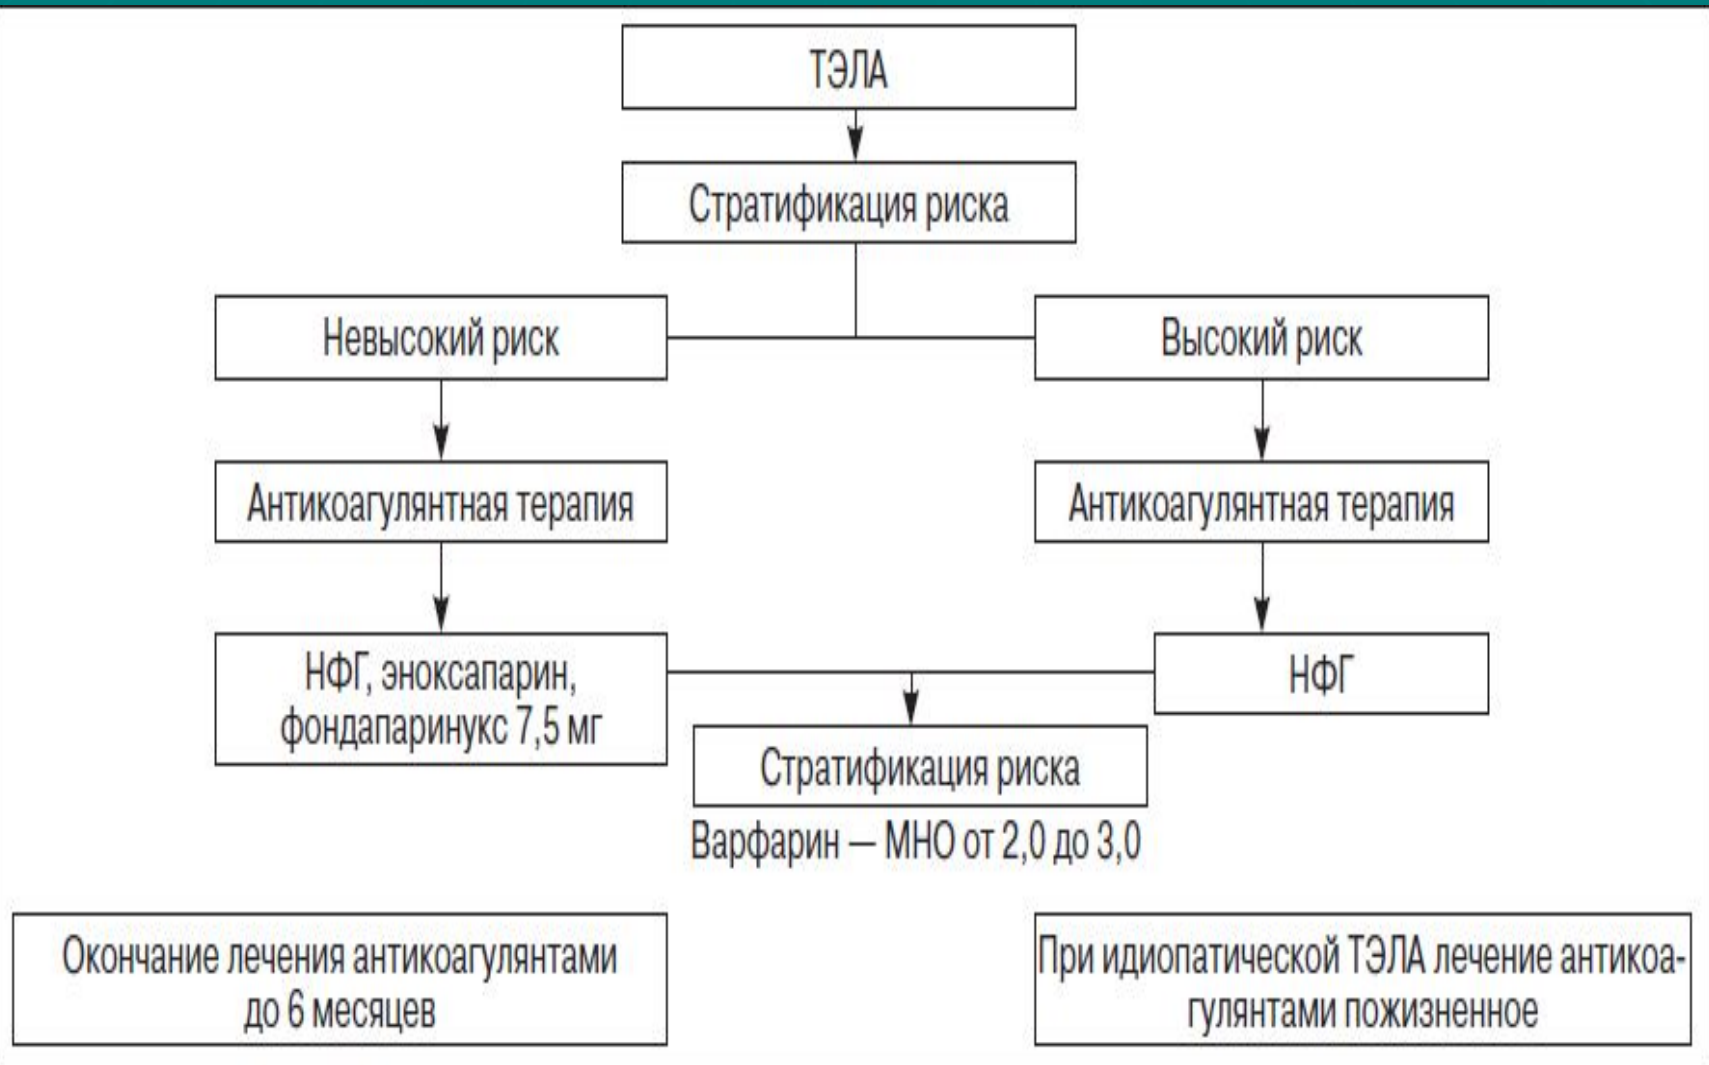 ТЭЛА
Стратификация риска
Невысокий риск
Высокий риск
Антикоагулянтная терапия
Антикоагулянтная терапия
НФГ, эноксапарин,
фондапаринукс 7,5 мг
НФГ
Стратификация риска
Варфарин — МНО от 2,0 до 3,0
Окончание лечения антикоагулянтами
до 6 месяцев
При идиопатической ТЭЛА лечение антикоа-
гулянтами пожизненное